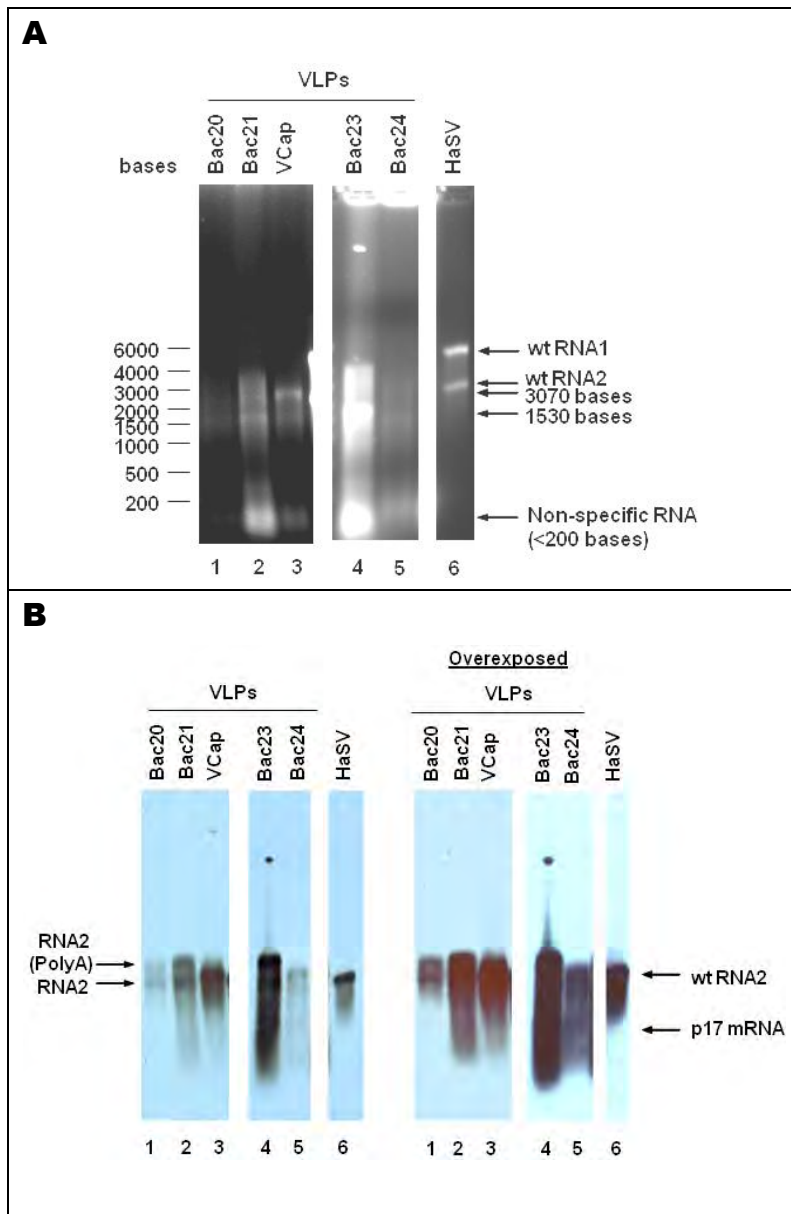 A
VLPs
bases
Bac20
Bac21
VCap
Bac23
Bac24
HaSV
6000
4000
3000
2000
1500
1000
500
200
wt RNA1
wt RNA2
3070 bases
1530 bases
Non-specific RNA
(<200 bases)
1 2 3 4 5 6
B
Overexposed
VLPs
VLPs
Bac20
Bac21
VCap
Bac23
Bac24
HaSV
Bac20
Bac21
VCap
Bac23
Bac24
HaSV
RNA2
(PolyA)
RNA2
wt RNA2
p17 mRNA
1 2 3 4 5 6
1 2 3 4 5 6